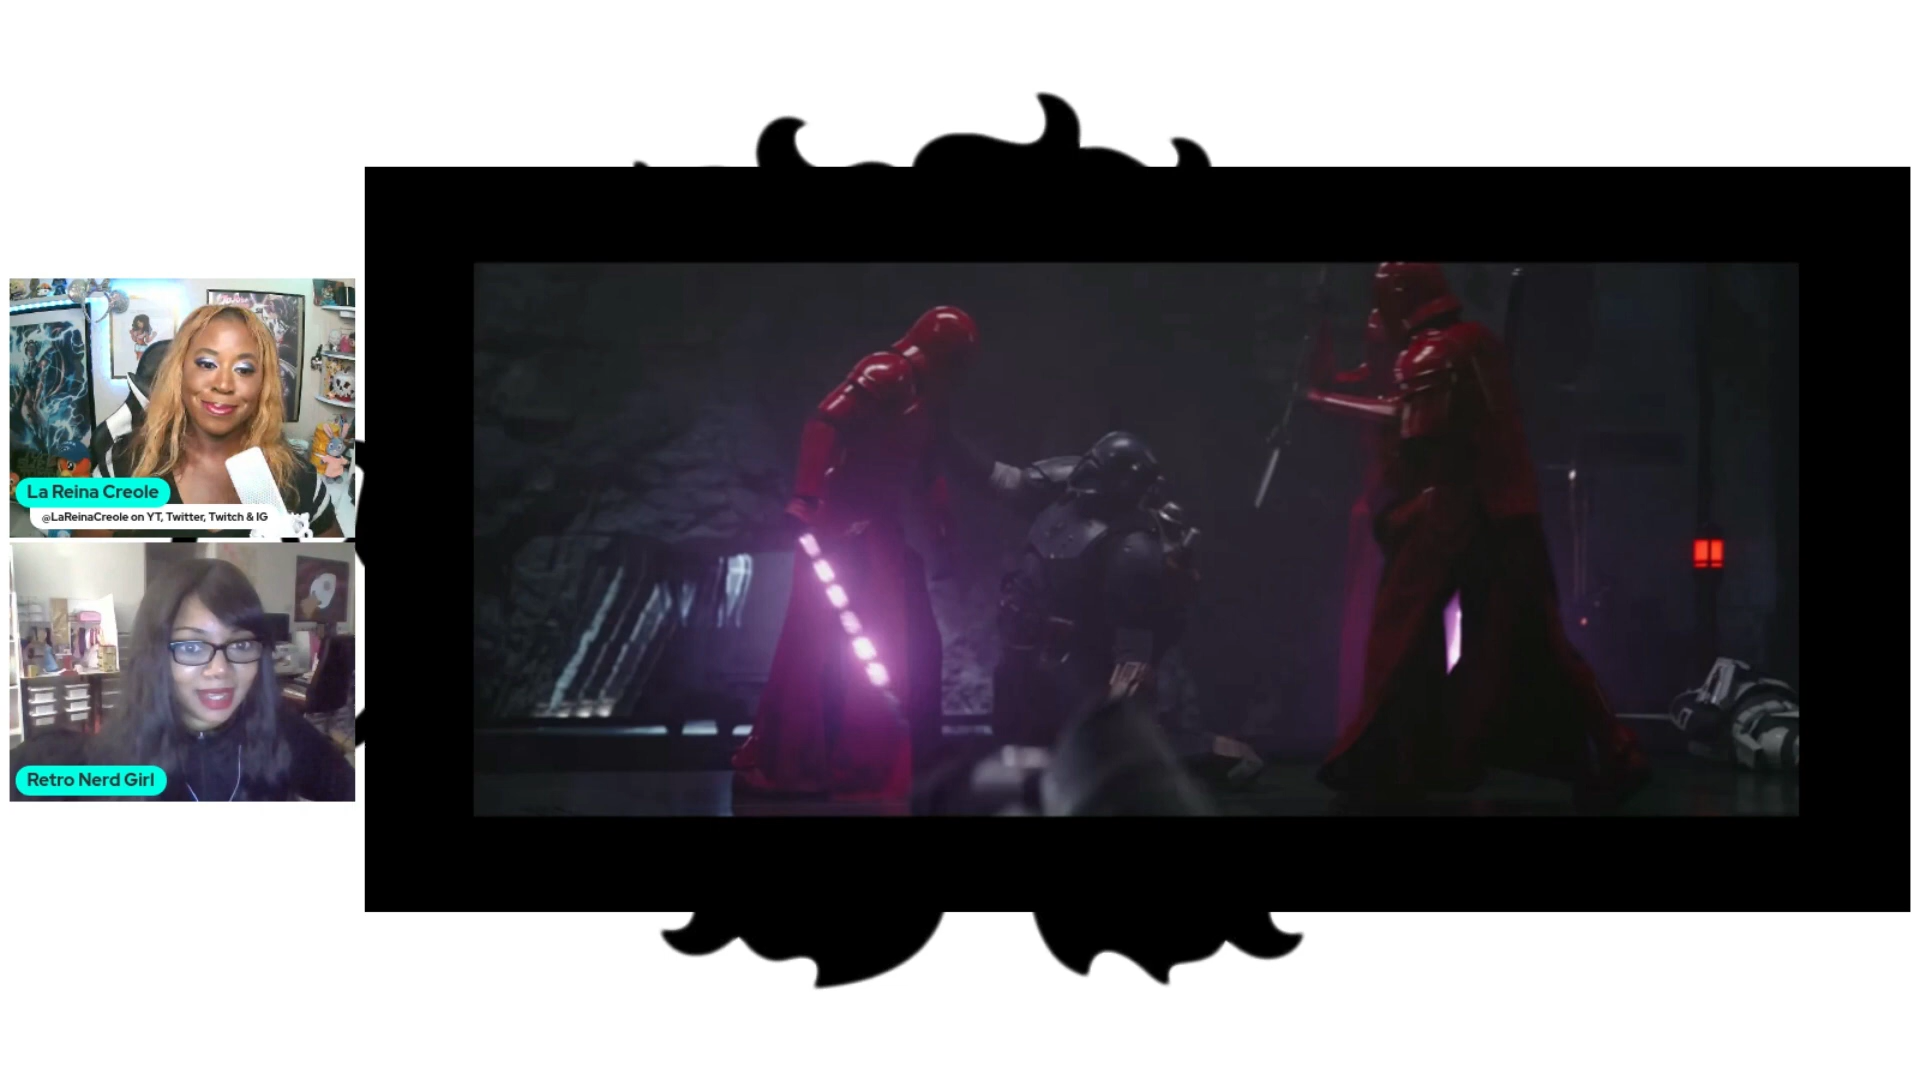 La Reina Creole
@LaReinaCreole on YT, Twitter, Twitch & IG
Retro Nerd Girl